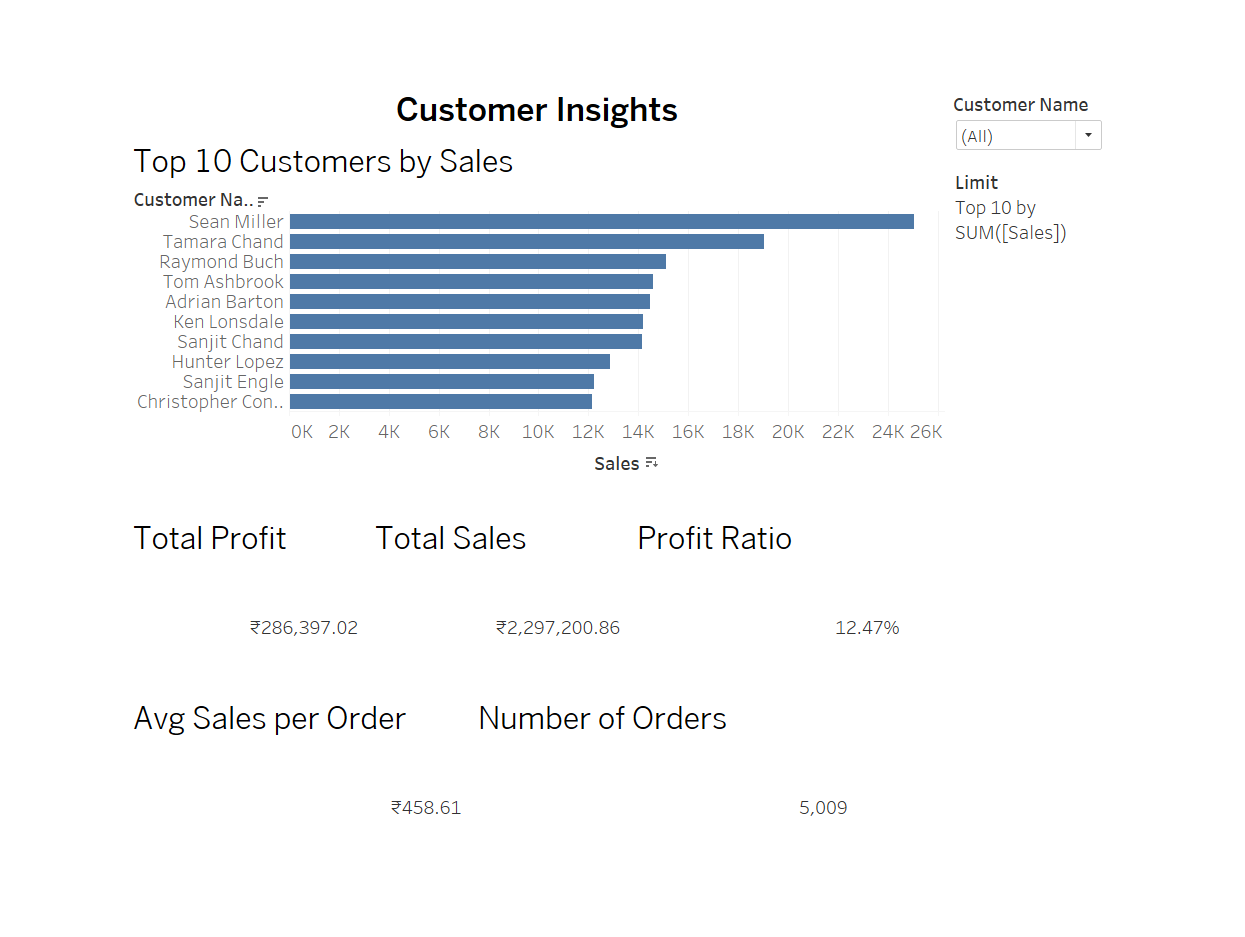 Customer Insights
Customer Name
(All)
Limit
Top 10 by
SUM([Sales])
Top 10 Customers by Sales
Customer Na..
Sean Miller
Tamara Chand
Raymond Buch
Tom Ashbrook
Adrian Barton
Ken Lonsdale
Sanjit Chand
Hunter Lopez
Sanjit Engle
Christopher Con..
0K 2K 4K 6K 8K 10K 12K 14K 16K 18K 20K 22K 24K 26K
Sales
Total Profit Total Sales Profit Ratio
₹286,397.02 ₹2,297,200.86 12.47%
Avg Sales per Order Number of Orders
₹458.61 5,009